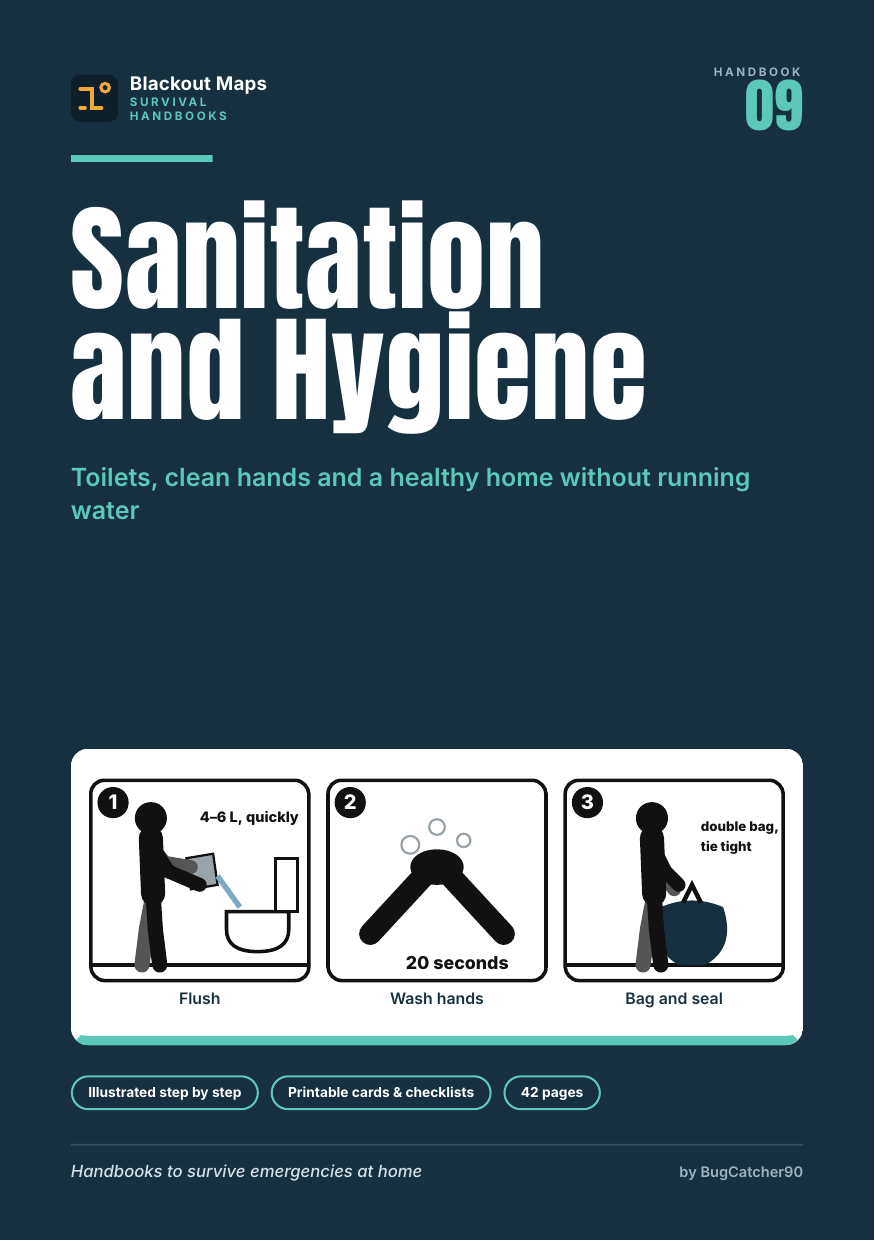 Blackout Maps
SURVIVAL
HANDBOOKS
HANDBOOK
09
Sanitation
and Hygiene
Toilets, clean hands and a healthy home without running
water
1
4–6 L, quickly
Flush
2
20 seconds
Wash hands
3
double bag,
tie tight
Bag and seal
Illustrated step by step
Printable cards & checklists
42 pages
Handbooks to survive emergencies at home
by BugCatcher90